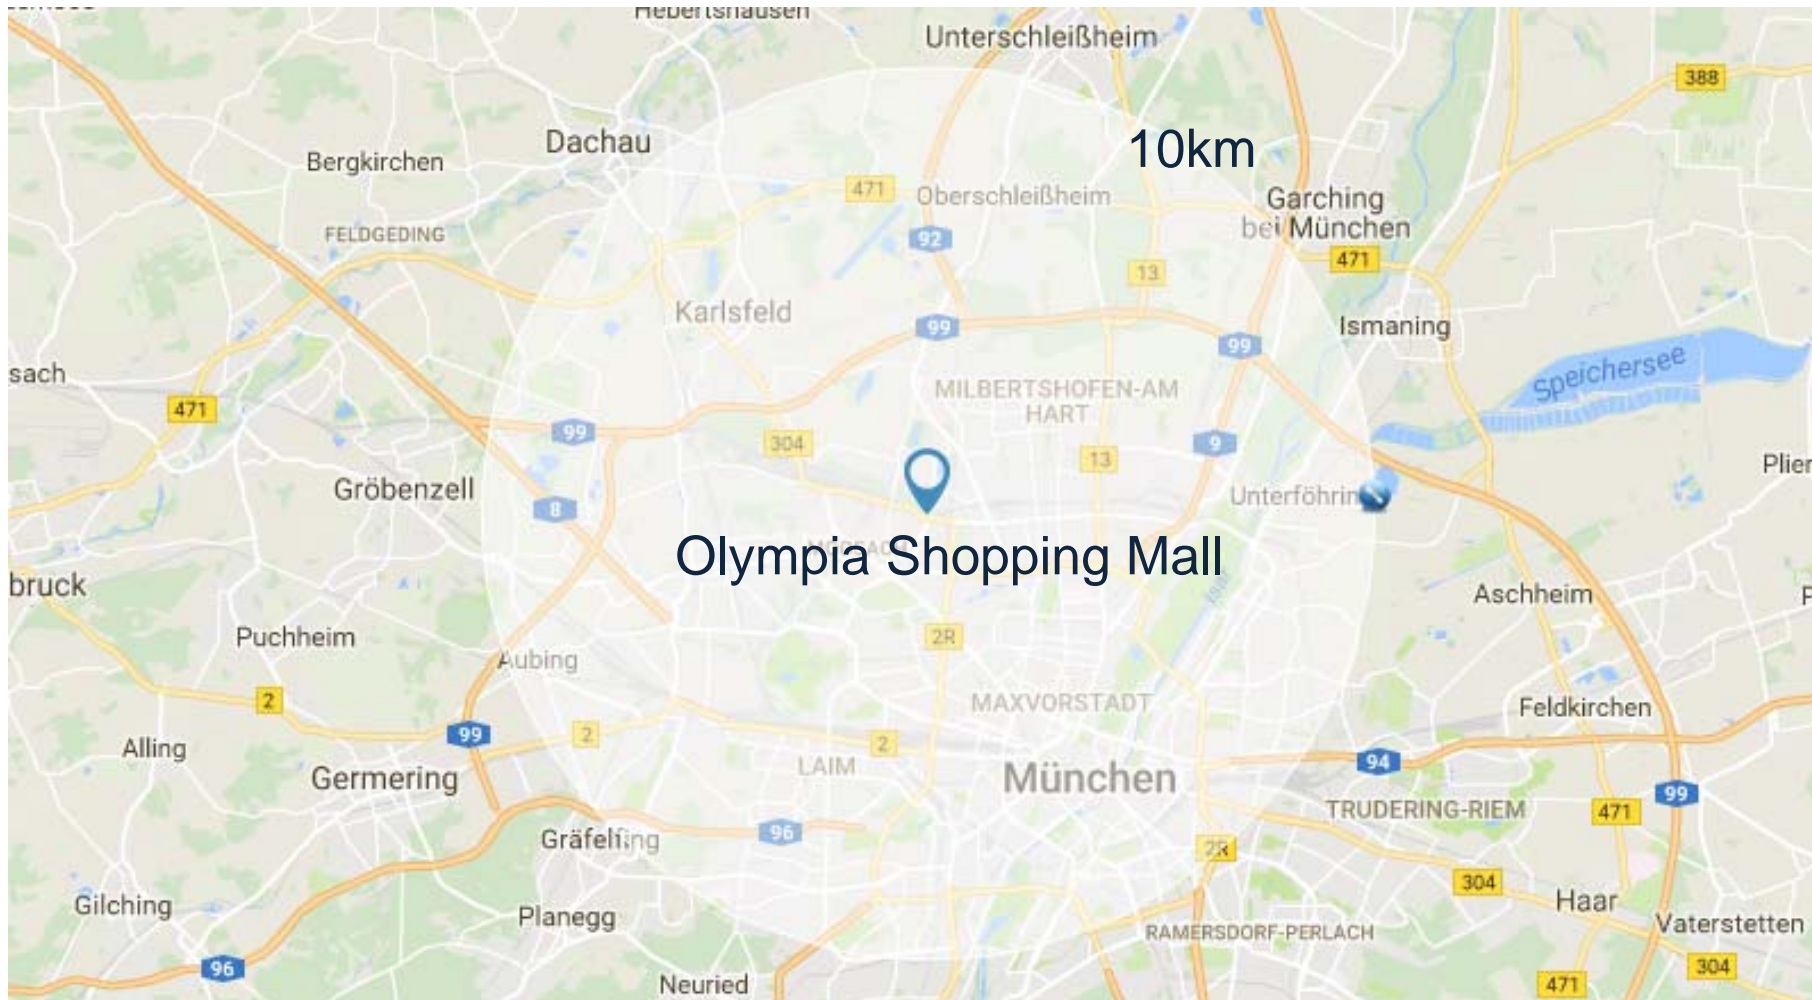 Hebertshausen
Unterschleißheim
388
Dachau
10km
Bergkirchen
471
Oberschleißheim
Garching
bei München
FELDGEDING
92
471
13
Karlsfeld
99
Ismaning
99
Speichersee
sach
MILBERTSHOFEN-AM
HART
471
99
304
9
13
Plier
Gröbenzell
Unterföhrin
8
Olympia Shopping Mall
bruck
Aschheim
Puchheim
2R
Aubing
2
MAXVORSTADT
Feldkirchen
99
2
2
Alling
LAIM
94
Germering
München
99
TRUDERING-RIEM
471
96
Gräfelfing
2R
304
Gilching
Haar
Planegg
Vaterstetten
RAMERSDORF-PERLACH
96
304
Neuried
471